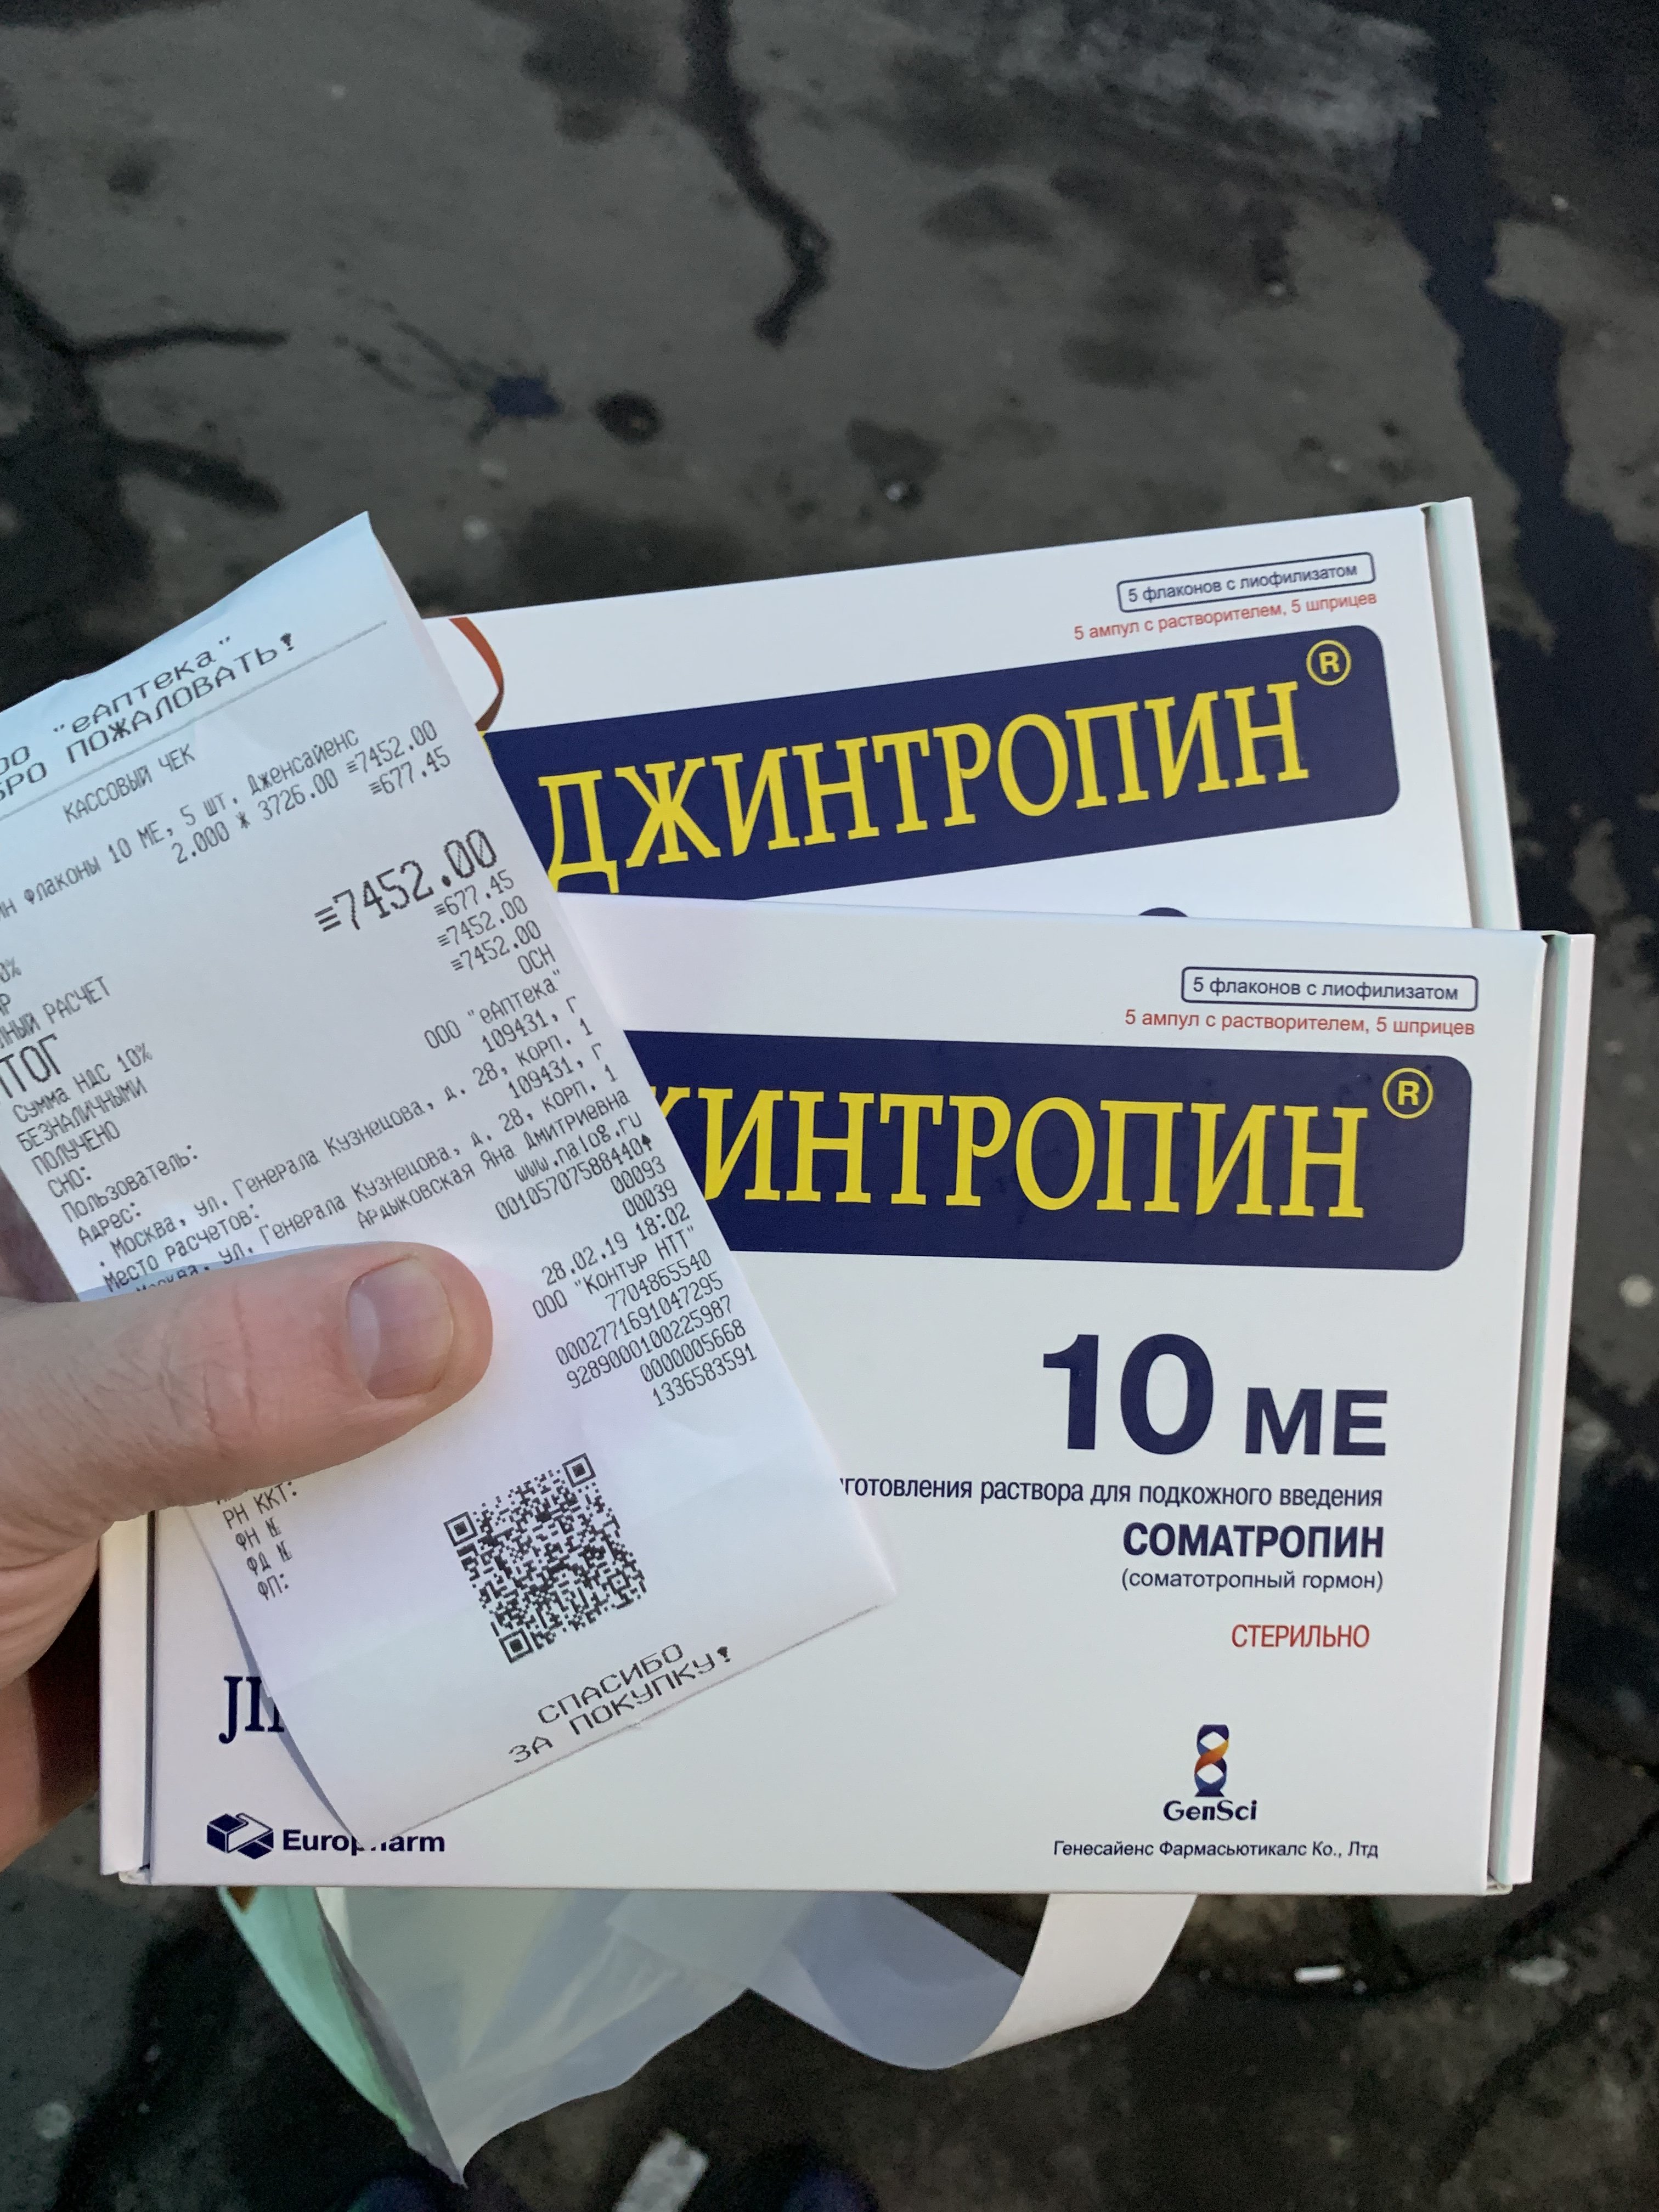 "еАптека"
ПОЖАЛОВАТЬ!
КАССОВЫЙ ЧЕК
флаконы 10 МЕ, 5 шт, Дженсайенс
2.000 * 3726.00 ≡7452.00
≡677.45
РАСЧЕТ
≡7452.00
Сумма НДС 10% ≡677.45
БЕЗНАЛИЧНЫМИ ≡7452.00
ПОЛУЧЕНО ≡7452.00
СНО: ОСН
Пользователь: ООО "еАптека"
Адрес: 109431, г
. Москва, ул. Генерала Кузнецова, д. 28, корп. 1
Место расчетов: 109431, г
Москва, ул. Генерала Кузнецова, д. 28, корп. 1
Ардыковская Яна Дмитриевна
www.nalog.ru
00093
00039
28.02.19 18:02
ООО "Контур НТТ"
7704865540
РН ККТ: 0002771691047295
ФН № 9289000100225987
ФД № 0000005668
ФП: 1336583591
СПАСИБО
ЗА ПОКУПКУ!
5 флаконов с лиофилизатом
5 ампул с растворителем, 5 шприцев
ДЖИНТРОПИН®
5 флаконов с лиофилизатом
5 ампул с растворителем, 5 шприцев
ЖИНТРОПИН®
10 МЕ
раствора для подкожного введения
СОМАТРОПИН
(соматотропный гормон)
СТЕРИЛЬНО
GenSci
Генесайенс Фармасьютикалс Ко., Лтд